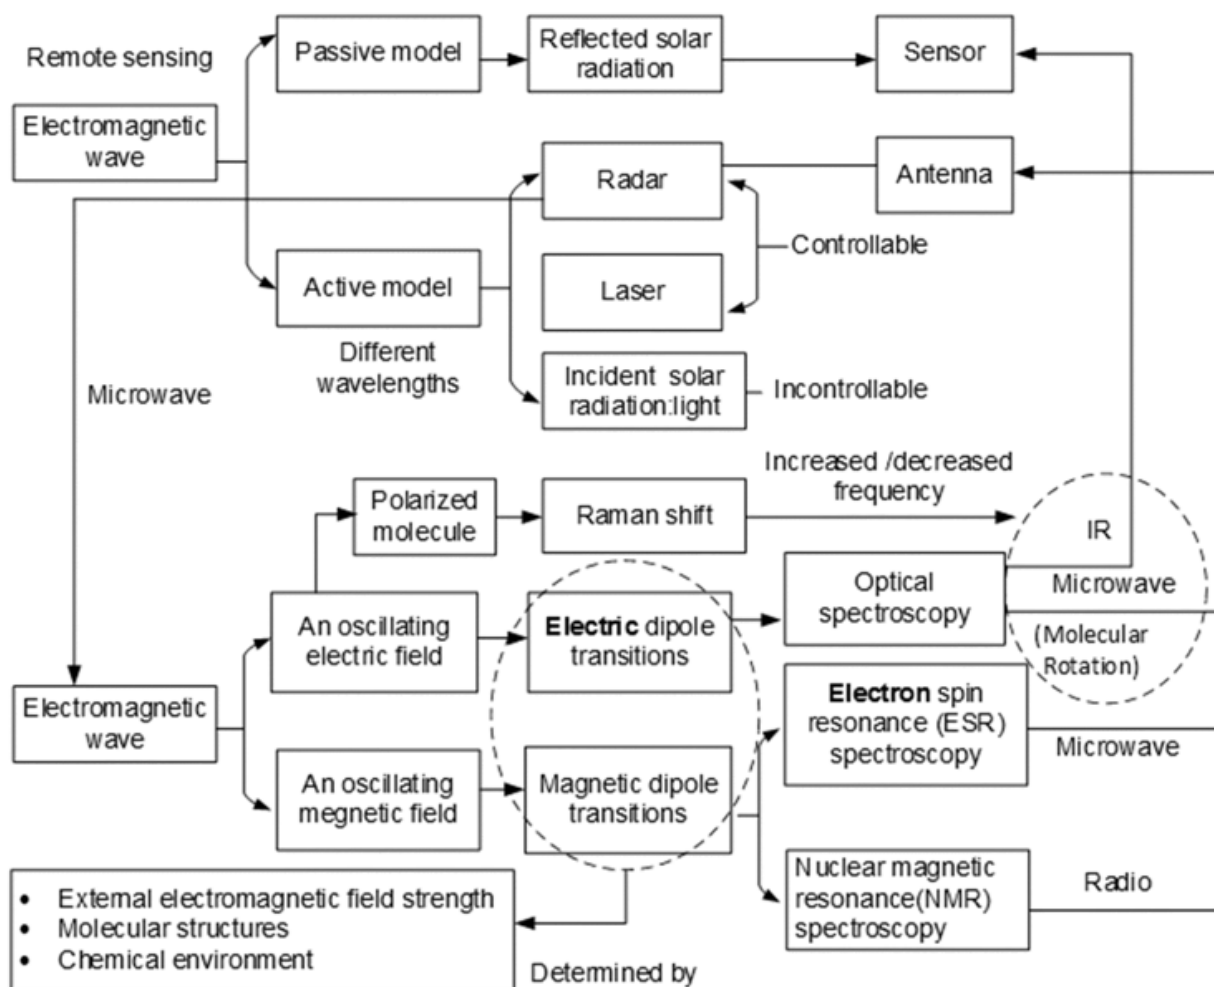 Remote sensing
Passive model
Reflected solar
radiation
Sensor
Electromagnetic
wave
Radar
Antenna
Controllable
Active model
Laser
Different
wavelengths
Microwave
Incident solar
radiation:light
Incontrollable
Increased /decreased
frequency
Polarized
molecule
Raman shift
IR
Microwave
(Molecular
Rotation)
Optical
spectroscopy
An oscillating
electric field
Electric dipole
transitions
Electromagnetic
wave
Electron spin
resonance (ESR)
spectroscopy
Microwave
An oscillating
megnetic field
Magnetic dipole
transitions
Nuclear magnetic
resonance(NMR)
spectroscopy
Radio
• External electromagnetic field strength
• Molecular structures
• Chemical environment
Determined by